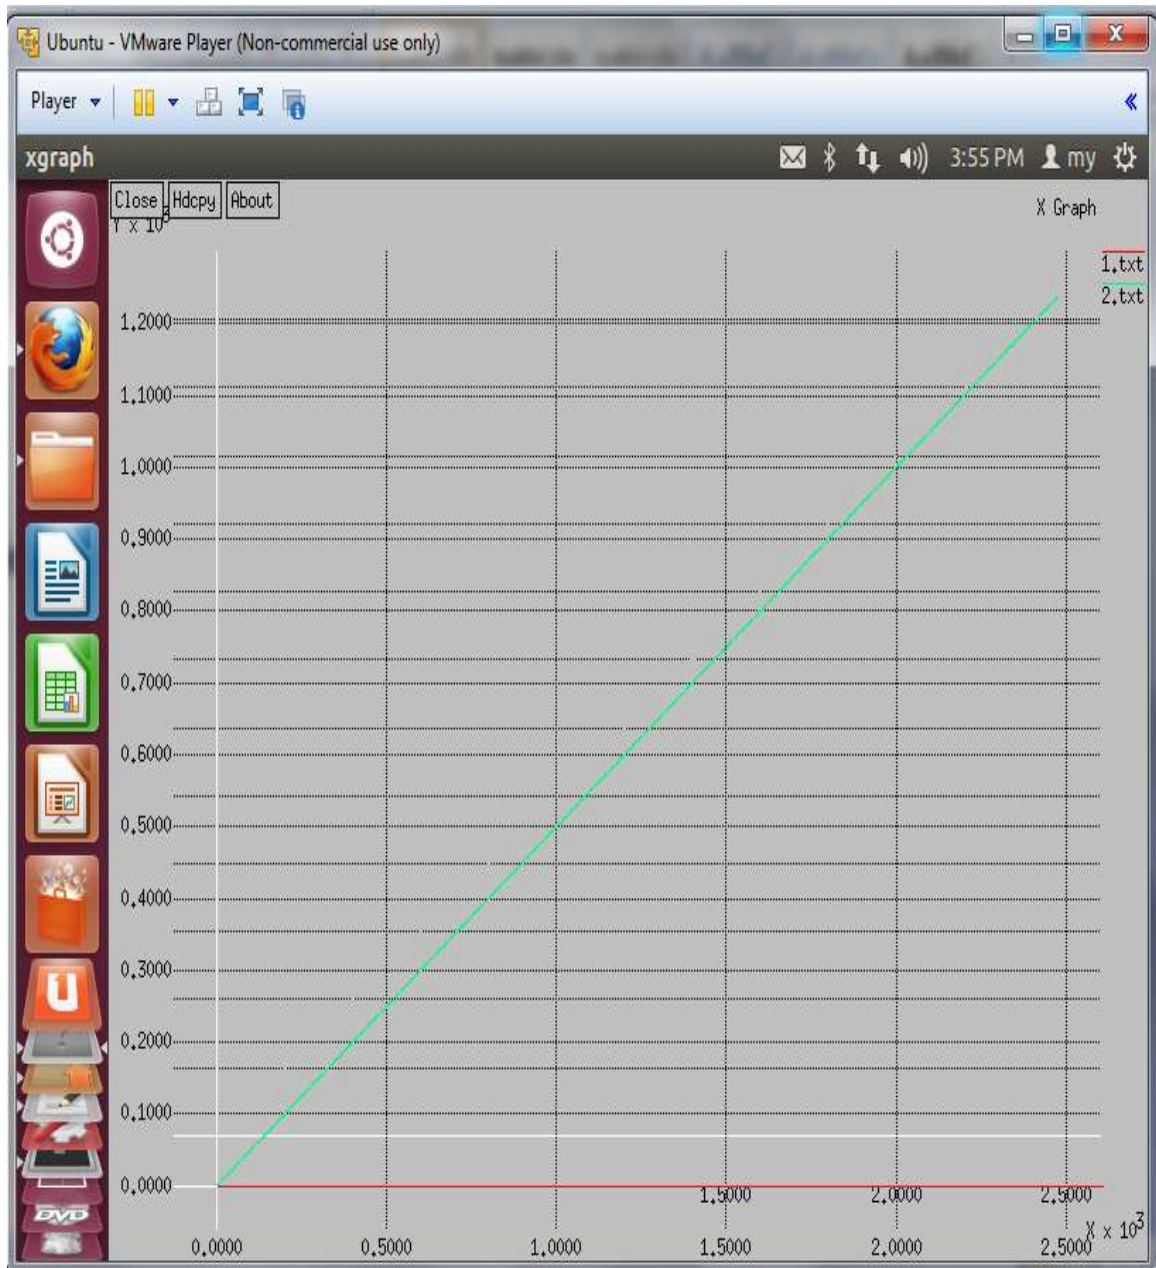 Ubuntu - VMware Player (Non-commercial use only)
Player
xgraph 3:55 PM my
Close Hdcpy About
Y x 10
X Graph
1.txt
2.txt
1.2000
1.1000
1.0000
0.9000
0.8000
0.7000
0.6000
0.5000
0.4000
0.3000
0.2000
0.1000
0.0000
1.5000 2.0000 2.5000
X x 10³
0.0000 0.5000 1.0000 1.5000 2.0000 2.5000
DVD